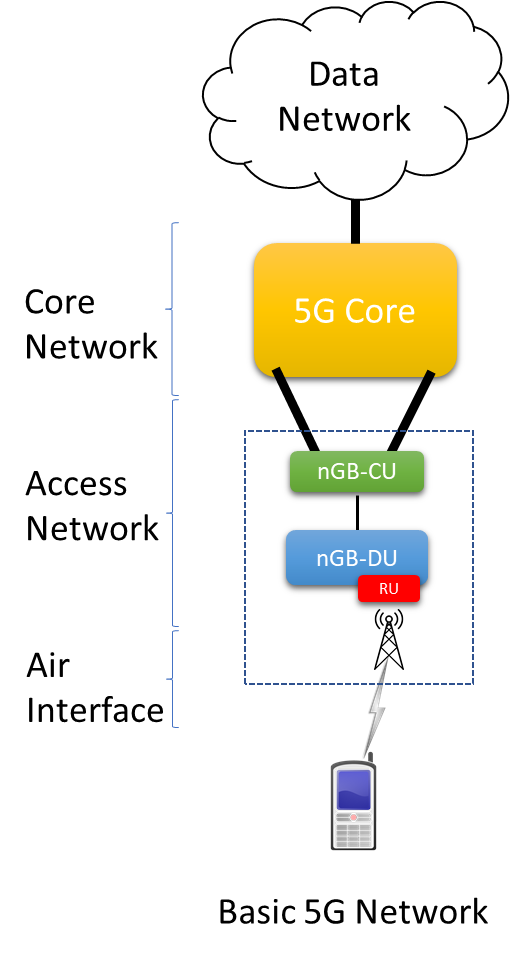 Data
Network
5G Core
Core
Network
nGB-CU
Access
Network
nGB-DU
RU
Air
Interface
Basic 5G Network